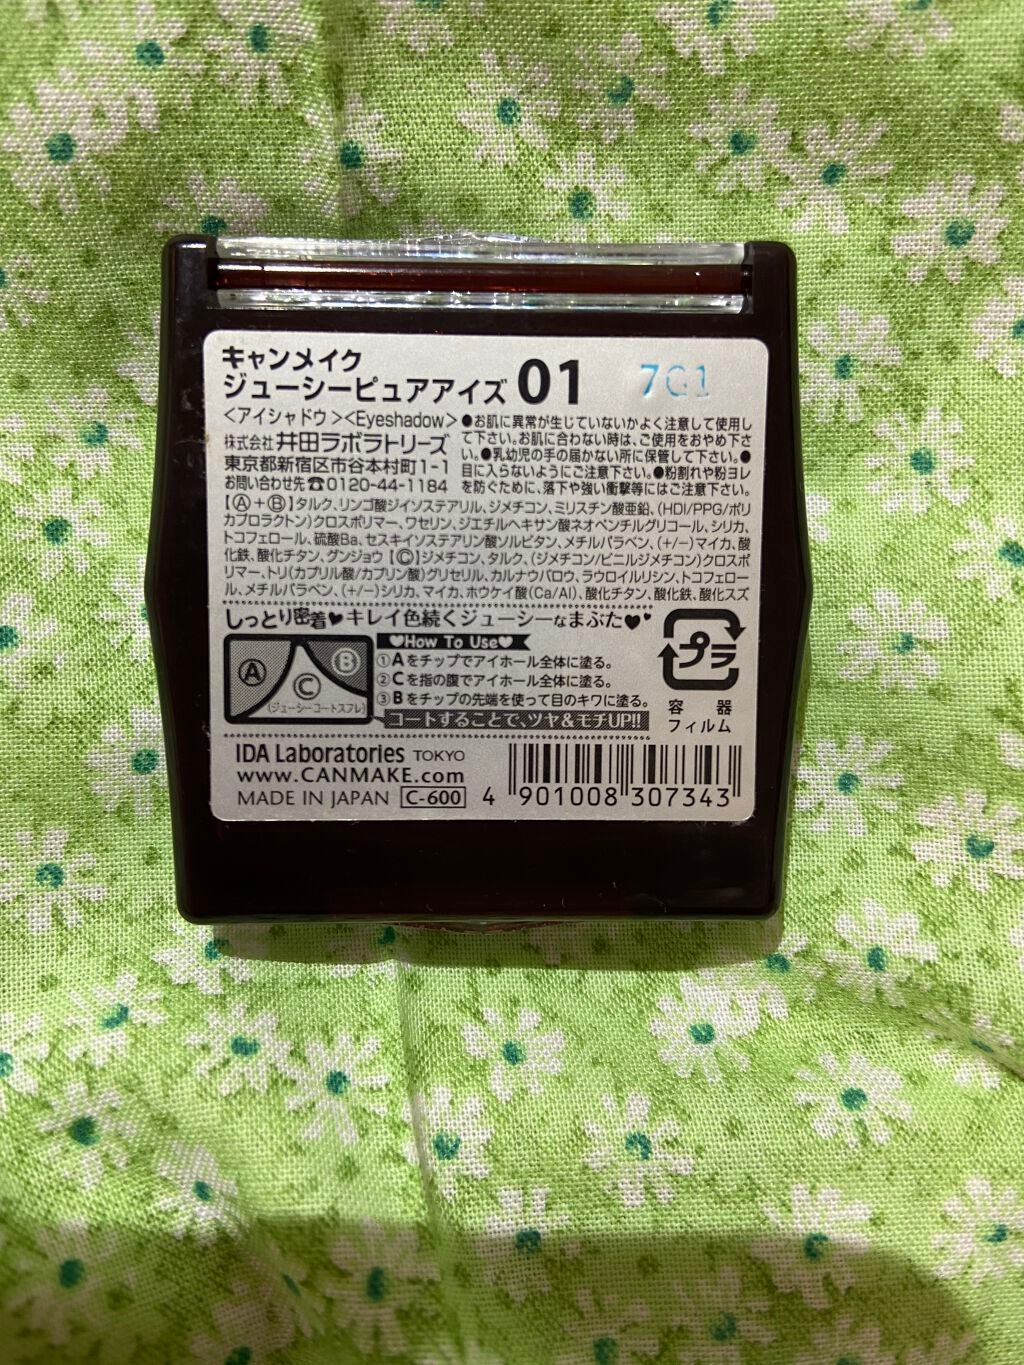 キャンメイク
ジューシーピュアアイズ 01 7G1
<アイシャドウ><Eyeshadow>
株式会社 井田ラボラトリーズ
東京都新宿区市谷本村町1-1
お問い合わせ先 ☎0120-44-1184
●お肌に異常が生じていないかよく注意して使用し
て下さい。お肌に合わない時は、ご使用をおやめ下さ
い。●乳幼児の手の届かない所に保管して下さい。●
目に入らないようにご注意下さい。●粉割れや粉ヨレ
を防ぐために、落下や強い衝撃等にはご注意下さい。
【Ⓐ+Ⓑ】タルク、リンゴ酸ジイソステアリル、ジメチコン、ミリスチン酸亜鉛、(HDI/PPG/ポリ
カプロラクトン)クロスポリマー、ワセリン、ジエチルヘキサン酸ネオペンチルグリコール、シリカ、
トコフェロール、硫酸Ba、セスキイソステアリン酸ソルビタン、メチルパラベン、(+/−)マイカ、酸
化鉄、酸化チタン、グンジョウ【Ⓒ】ジメチコン、タルク、(ジメチコン/ビニルジメチコン)クロスポ
リマー、トリ(カプリル酸/カプリン酸)グリセリル、カルナウバロウ、ラウロイルリシン、トコフェロー
ル、メチルパラベン、(+/−)シリカ、マイカ、ホウケイ酸(Ca/Al)、酸化チタン、酸化鉄、酸化スズ
しっとり密着♥キレイ色続くジューシーなまぶた♥♥
Ⓐ Ⓑ Ⓒ
(ジューシーコートスフレ)
♥How To Use♥
①Aをチップでアイホール全体に塗る。
②Cを指の腹でアイホール全体に塗る。
③Bをチップの先端を使って目のキワに塗る。
コートすることで、ツヤ&モチUP!!
プラ
容 器
フィルム
IDA Laboratories TOKYO
www.CANMAKE.com
MADE IN JAPAN C-600
4 901008 307343